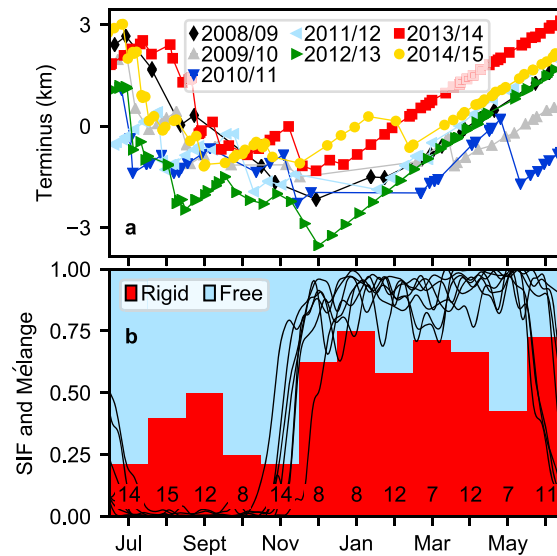 3
0
−3
Terminus (km)
2008/09 2011/12 2013/14
2009/10 2012/13 2014/15
2010/11
a
1.00
0.75
0.50
0.25
0.00
SIF and Mélange
Rigid Free
b
14 15 12 8 14 8 8 12 7 12 7 11
Jul Sept Nov Jan Mar May